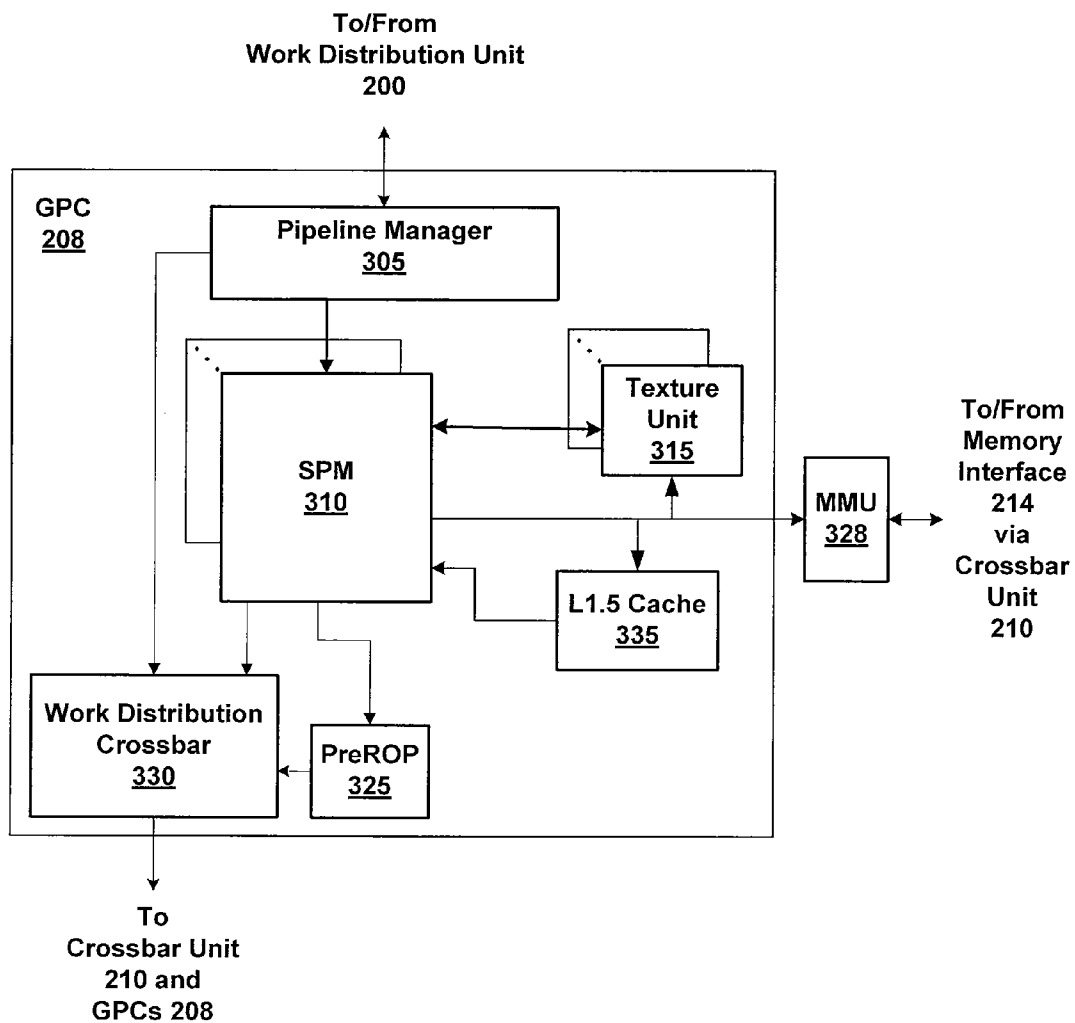 To/From
Work Distribution Unit
200
GPC
208
Pipeline Manager
305
Texture
Unit
315
SPM
310
To/From
Memory
Interface
214
via
Crossbar
Unit
210
MMU
328
L1.5 Cache
335
Work Distribution
Crossbar
330
PreROP
325
To
Crossbar Unit
210 and
GPCs 208